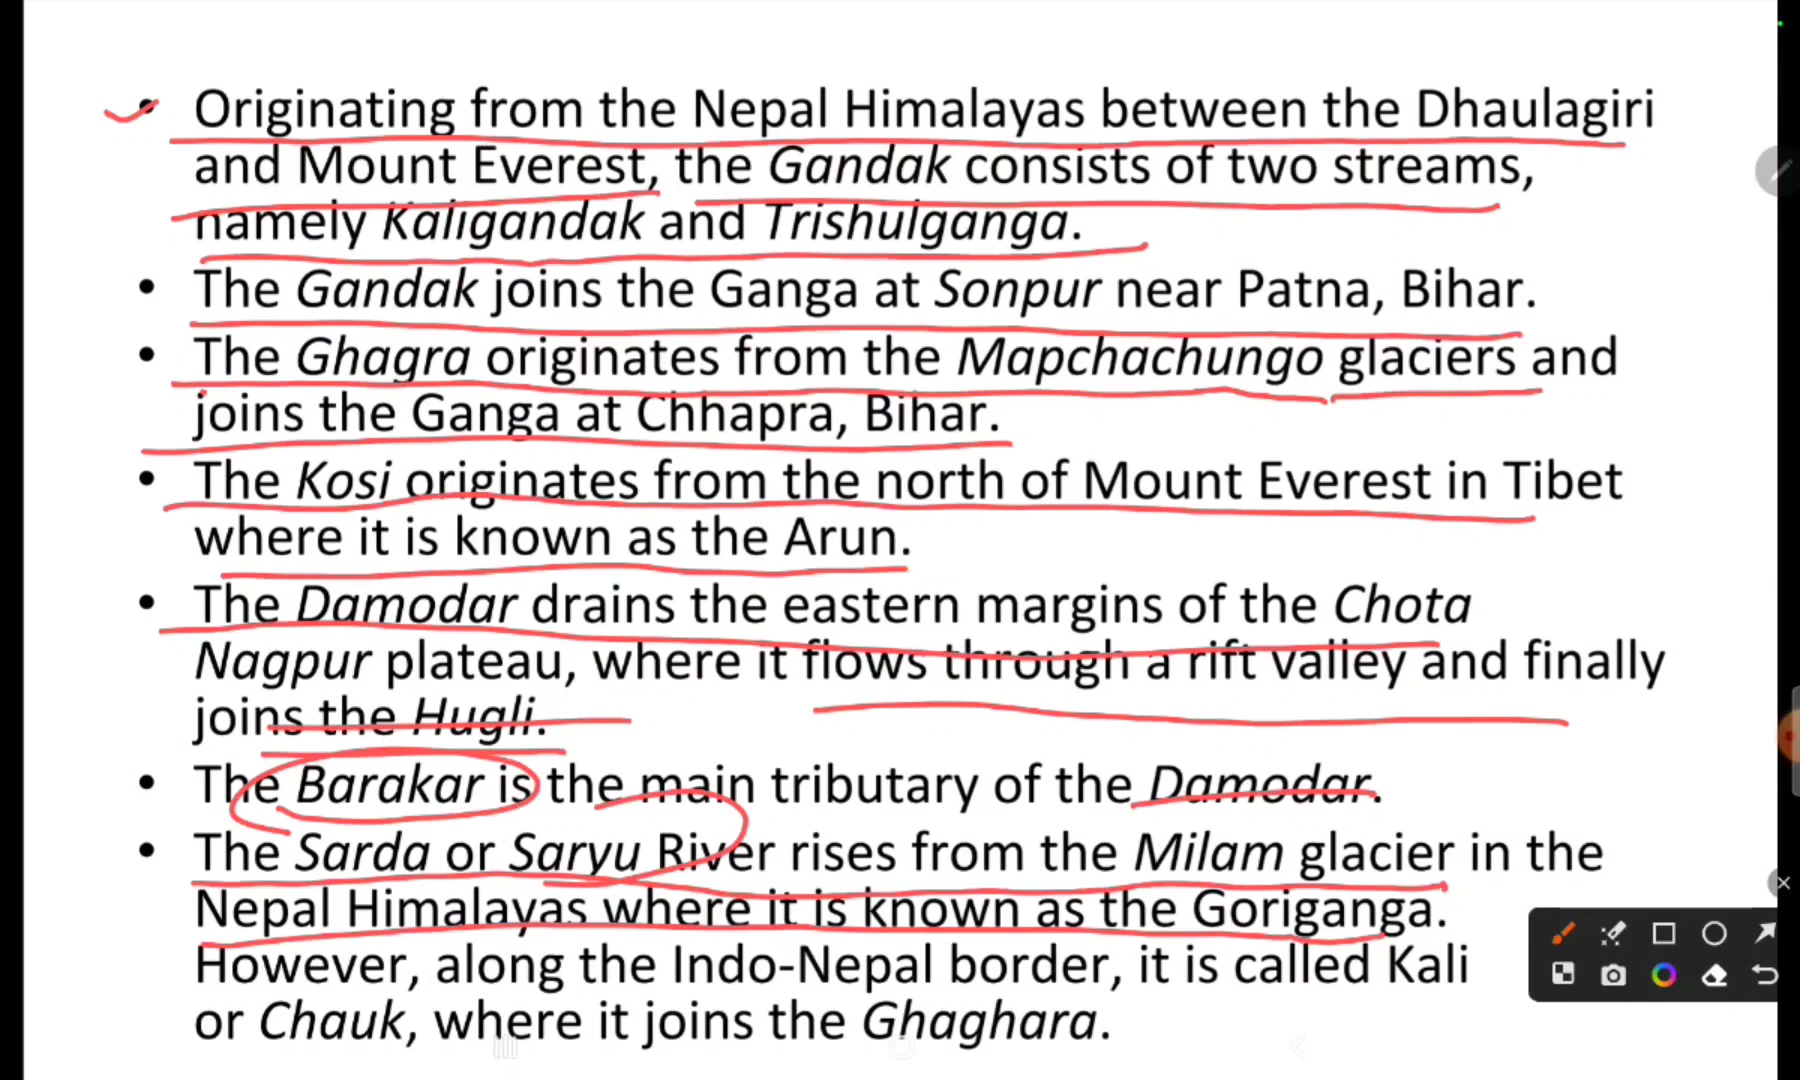 • Originating from the Nepal Himalayas between the Dhaulagiri
and Mount Everest, the Gandak consists of two streams,
namely Kaligandak and Trishulganga.
• The Gandak joins the Ganga at Sonpur near Patna, Bihar.
• The Ghagra originates from the Mapchachungo glaciers and
joins the Ganga at Chhapra, Bihar.
• The Kosi originates from the north of Mount Everest in Tibet
where it is known as the Arun.
• The Damodar drains the eastern margins of the Chota
Nagpur plateau, where it flows through a rift valley and finally
joins the Hugli.
• The Barakar is the main tributary of the Damodar.
• The Sarda or Saryu River rises from the Milam glacier in the
Nepal Himalayas where it is known as the Goriganga.
However, along the Indo-Nepal border, it is called Kali
or Chauk, where it joins the Ghaghara.